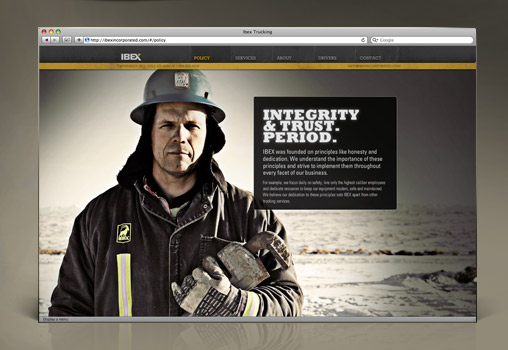 Ibex Trucking
http://ibexincorporated.com/#/policy
Google
IBEX
POLICY
SERVICES
ABOUT
DRIVERS
CONTACT
INTEGRITY
& TRUST.
PERIOD.
IBEX was founded on principles like honesty and
dedication. We understand the importance of these
principles and strive to implement them throughout
every facet of our business.
For example, we focus daily on safety, hire only the highest caliber employees
and dedicate resources to keep our equipment modern, safe and maintained.
We believe our dedication to these principles sets IBEX apart from other
trucking services.
IBEX
Display a menu